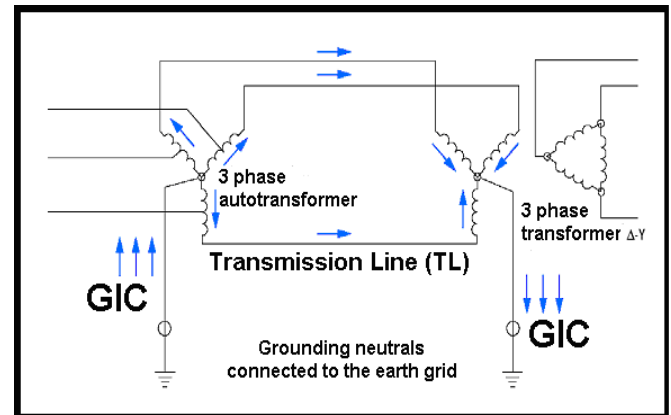 3 phase
autotransformer
3 phase
transformer Δ-Y
Transmission Line (TL)
GIC
GIC
Grounding neutrals
connected to the earth grid